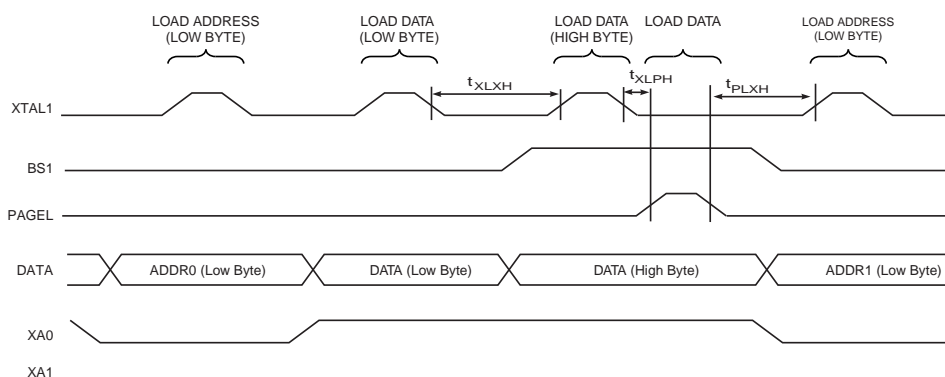 LOAD ADDRESS
(LOW BYTE)
LOAD DATA
(LOW BYTE)
LOAD DATA
(HIGH BYTE)
LOAD DATA
LOAD ADDRESS
(LOW BYTE)
tXLXH
tXLPH
tPLXH
XTAL1
BS1
PAGEL
DATA
ADDR0 (Low Byte)
DATA (Low Byte)
DATA (High Byte)
ADDR1 (Low Byte)
XA0
XA1